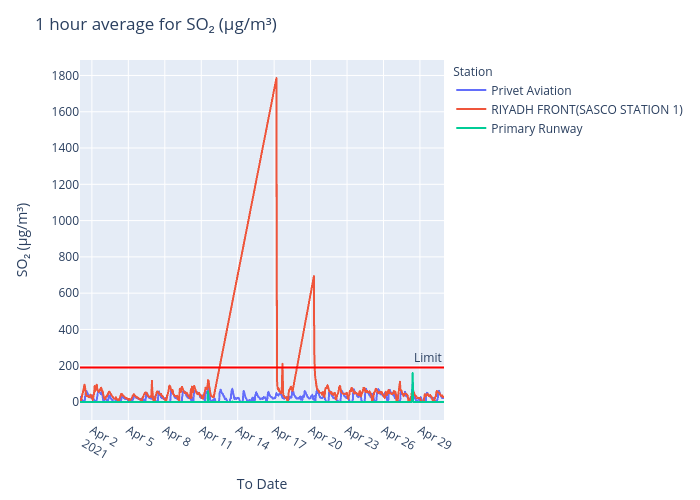 1 hour average for SO₂ (µg/m³)
Station
Privet Aviation
RIYADH FRONT(SASCO STATION 1)
Primary Runway
SO₂ (µg/m³)
1800
1600
1400
1200
1000
800
600
400
200
0
Limit
Apr 2
2021
Apr 5
Apr 8
Apr 11
Apr 14
Apr 17
Apr 20
Apr 23
Apr 26
Apr 29
To Date